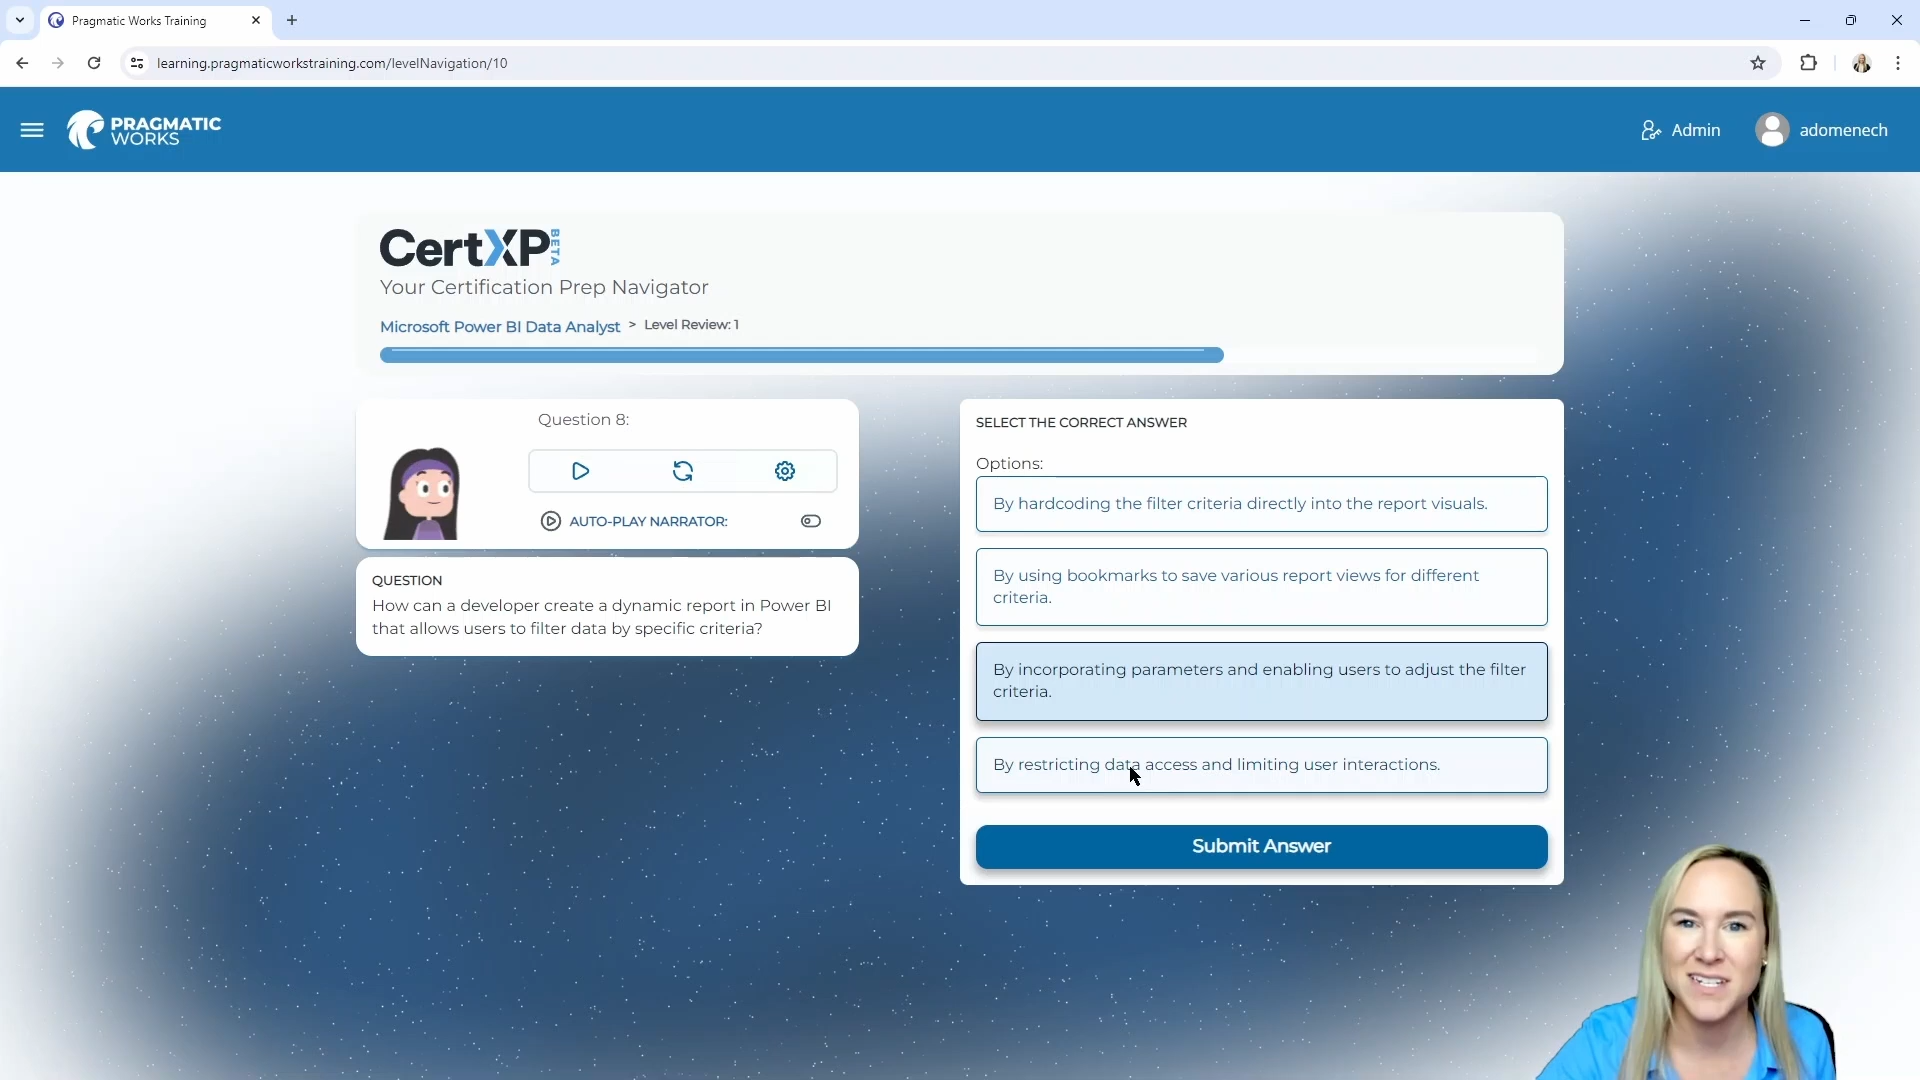 Pragmatic Works Training
learning.pragmaticworkstraining.com/levelNavigation/10
PRAGMATIC
WORKS
Admin
adomenech
CertXP BETA
Your Certification Prep Navigator
Microsoft Power BI Data Analyst > Level Review: 1
Question 8:
AUTO-PLAY NARRATOR:
QUESTION
How can a developer create a dynamic report in Power BI
that allows users to filter data by specific criteria?
SELECT THE CORRECT ANSWER
Options:
By hardcoding the filter criteria directly into the report visuals.
By using bookmarks to save various report views for different
criteria.
By incorporating parameters and enabling users to adjust the filter
criteria.
By restricting data access and limiting user interactions.
Submit Answer